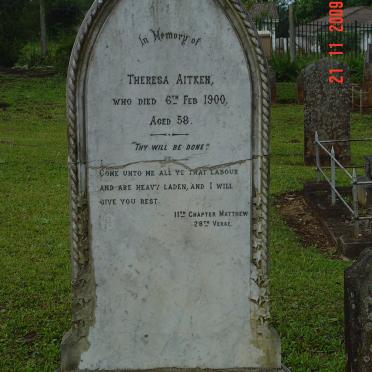 In Memory of
THERESA AITKEN,
WHO DIED 6TH FEB 1900,
AGED 58.
"THY WILL BE DONE."
COME UNTO ME ALL YE THAT LABOUR
AND ARE HEAVY LADEN, AND I WILL
GIVE YOU REST.
11TH CHAPTER MATTHEW
28TH VERSE.
21 11 2009